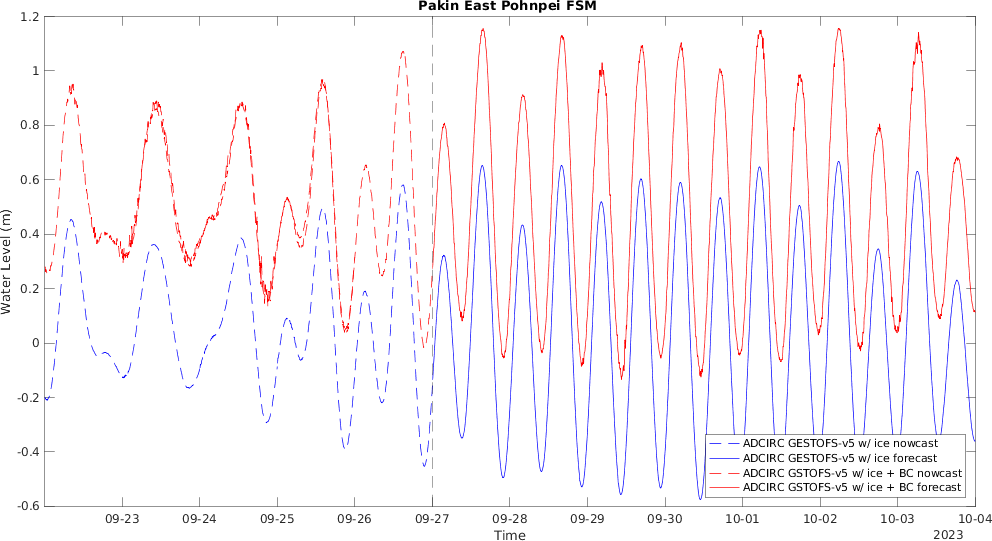 Pakin East Pohnpei FSM
1.2
1
0.8
0.6
0.4
0.2
0
-0.2
-0.4
-0.6
Water Level (m)
ADCIRC GESTOFS-v5 w/ ice nowcast
ADCIRC GESTOFS-v5 w/ ice forecast
ADCIRC GSTOFS-v5 w/ ice + BC nowcast
ADCIRC GSTOFS-v5 w/ ice + BC forecast
09-23 09-24 09-25 09-26 09-27 09-28 09-29 09-30 10-01 10-02 10-03 10-04
Time
2023